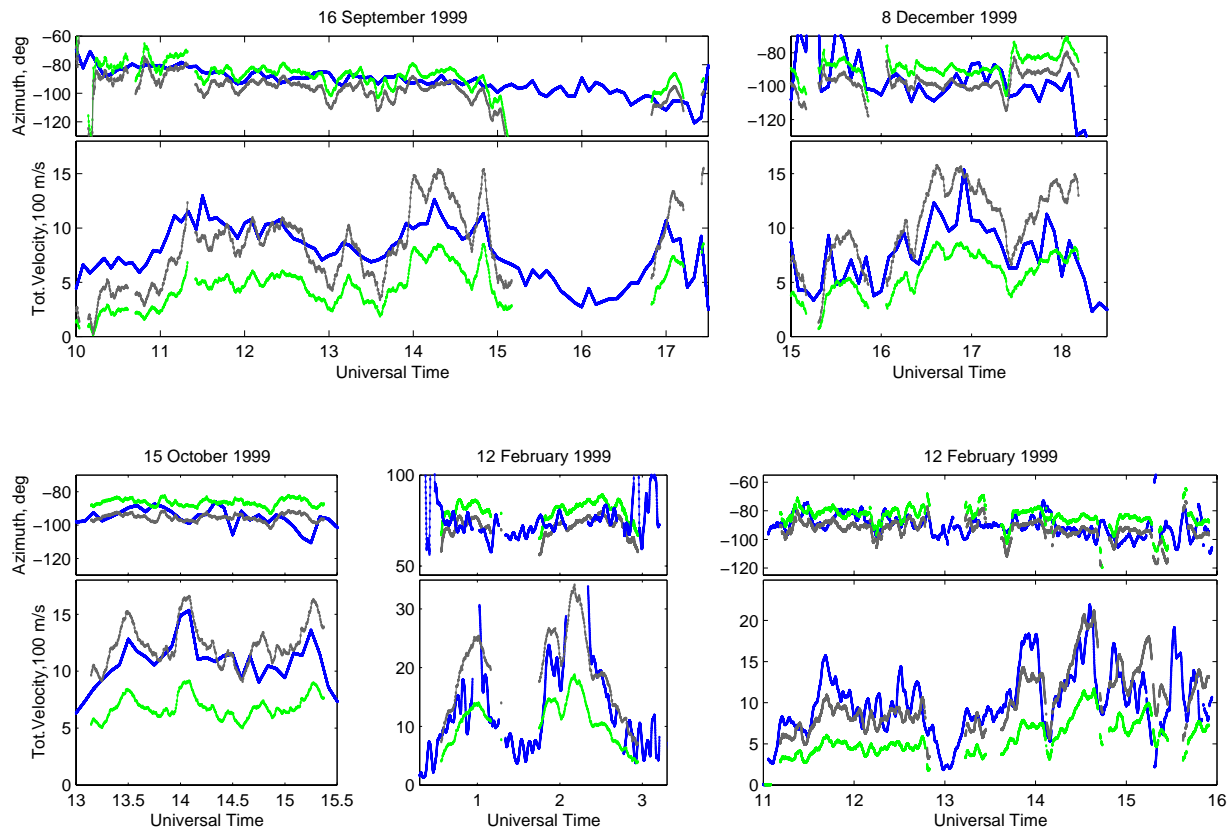 16 September 1999
8 December 1999
Azimuth, deg
−60
−80
−100
−120
−80
−100
−120
Tot.Velocity,100 m/s
15
10
5
0
15
10
5
0
10 11 12 13 14 15 16 17
15 16 17 18
Universal Time
Universal Time
15 October 1999
12 February 1999
12 February 1999
Azimuth, deg
−80
−100
−120
100
50
−60
−80
−100
−120
Tot.Velocity,100 m/s
15
10
5
0
30
20
10
0
20
15
10
5
0
13 13.5 14 14.5 15 15.5
1 2 3
11 12 13 14 15 16
Universal Time
Universal Time
Universal Time